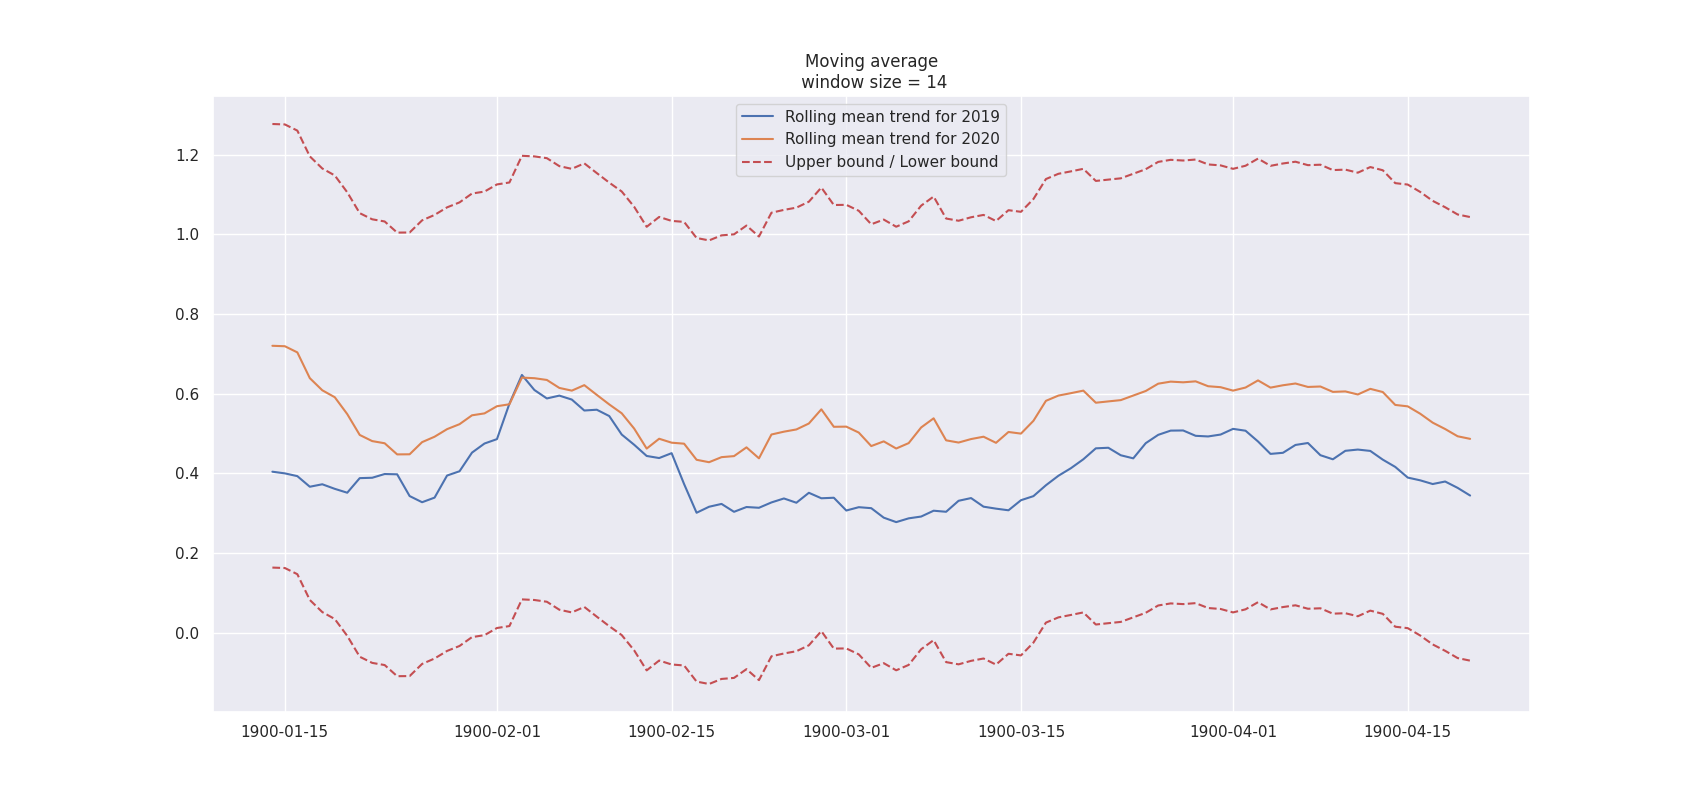 Moving average
window size = 14
Rolling mean trend for 2019
Rolling mean trend for 2020
Upper bound / Lower bound
1.2
1.0
0.8
0.6
0.4
0.2
0.0
1900-01-15 1900-02-01 1900-02-15 1900-03-01 1900-03-15 1900-04-01 1900-04-15